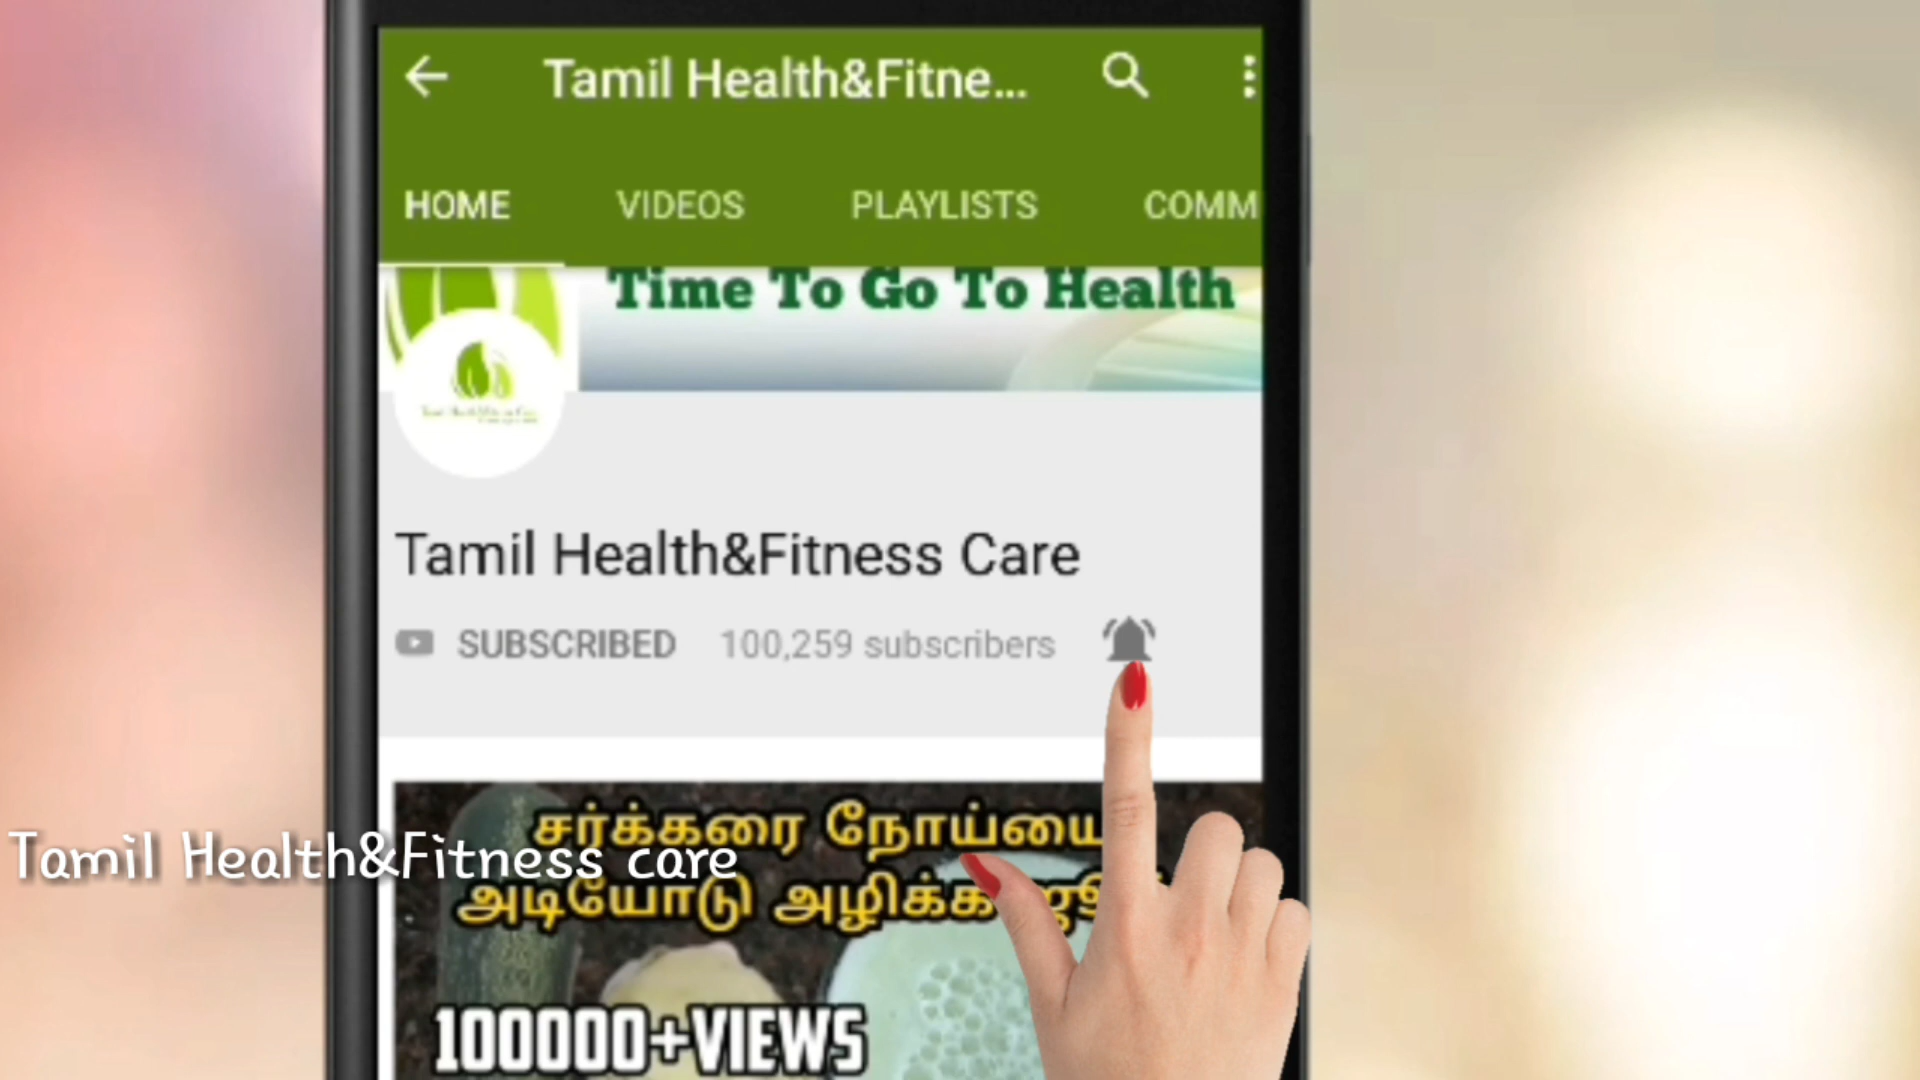 Tamil Health&Fitne...
HOME VIDEOS PLAYLISTS COMM
Time To Go To Health
Tamil Health&Fitness Care
SUBSCRIBED 100,259 subscribers
சர்க்கரை நோய்யை
அடியோடு அழிக்க
Tamil Health&Fitness care
100000+VIEWS